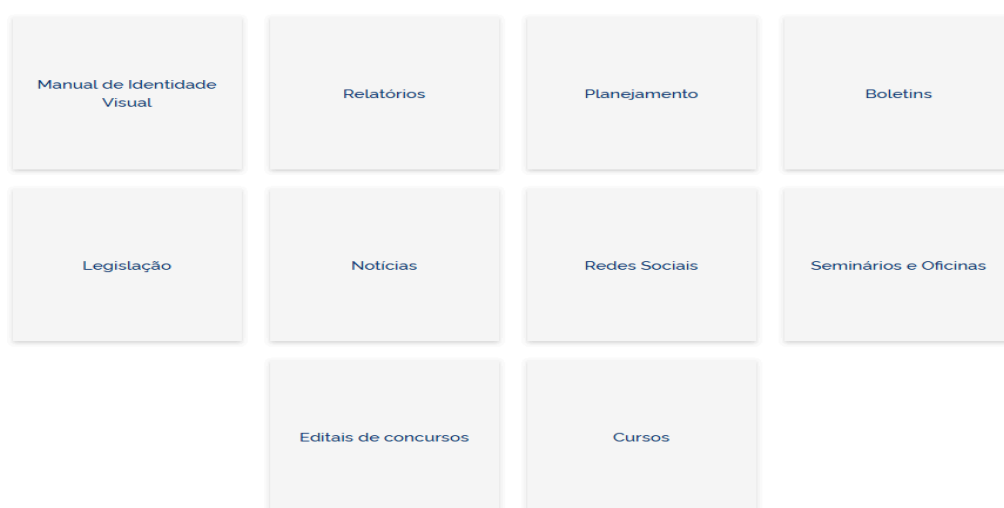 Manual de Identidade
Visual
Relatórios
Planejamento
Boletins
Legislação
Notícias
Redes Sociais
Seminários e Oficinas
Editais de concursos
Cursos